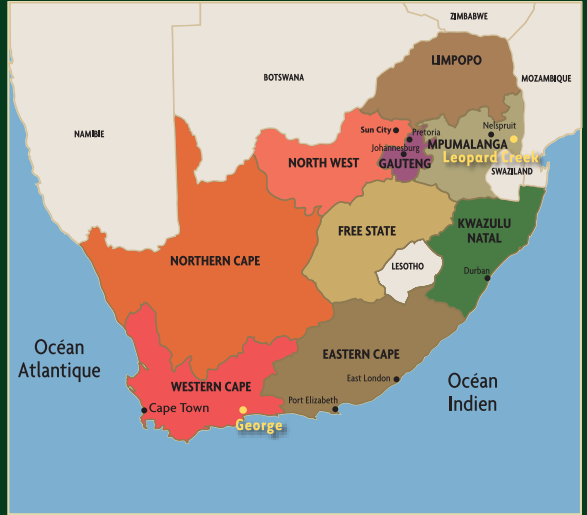 ZIMBABWE
LIMPOPO
BOTSWANA
MOZAMBIQUE
NAMIBIE
Sun City
Pretoria
Nelspruit
Johannesburg
MPUMALANGA
Leopard Creek
NORTH WEST
GAUTENG
SWAZILAND
FREE STATE
KWAZULU
NATAL
NORTHERN CAPE
LESOTHO
Durban
Océan
Atlantique
EASTERN CAPE
WESTERN CAPE
East London
Océan
Indien
Port Elizabeth
Cape Town
George